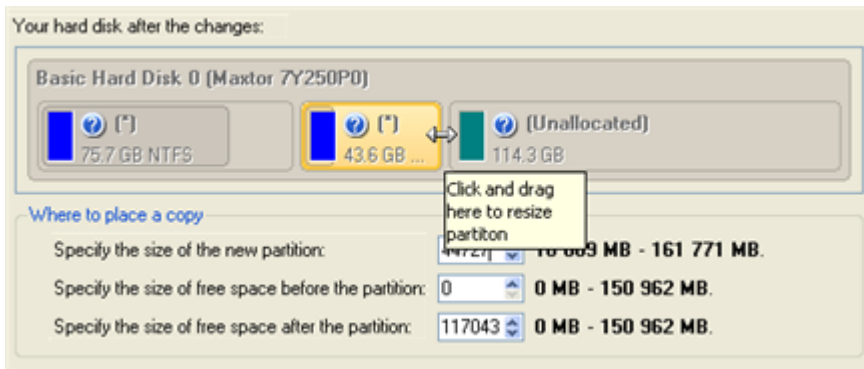 Your hard disk after the changes:
Basic Hard Disk 0 (Maxtor 7Y250P0)
(*)
75.7 GB NTFS
(*)
43.6 GB ...
(Unallocated)
114.3 GB
Click and drag
here to resize
partiton
Where to place a copy
Specify the size of the new partition: 44727 MB - 161 771 MB.
Specify the size of free space before the partition: 0 0 MB - 150 962 MB.
Specify the size of free space after the partition: 117043 0 MB - 150 962 MB.